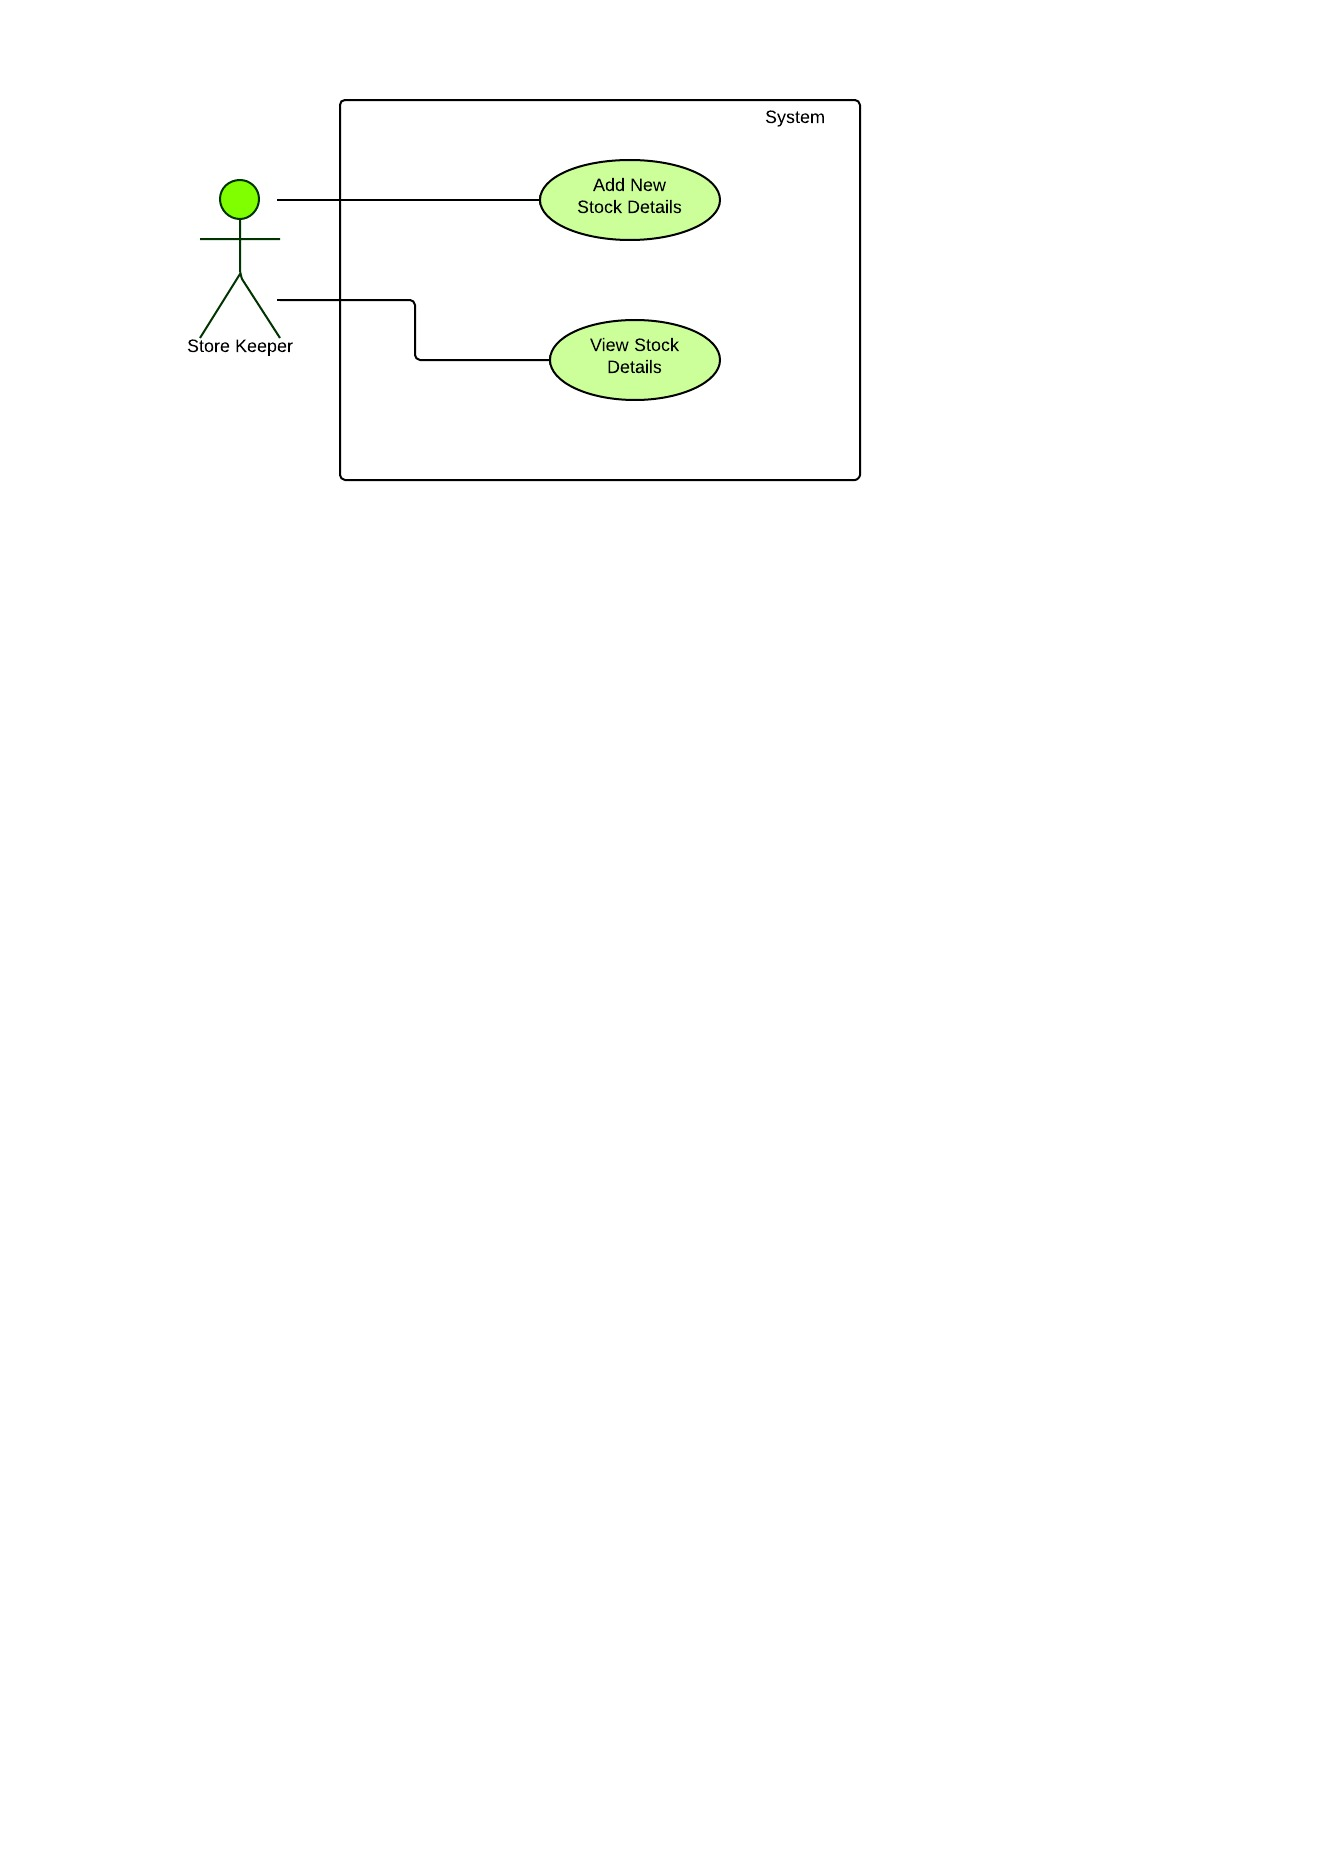 System
Add New
Stock Details
Store Keeper
View Stock
Details